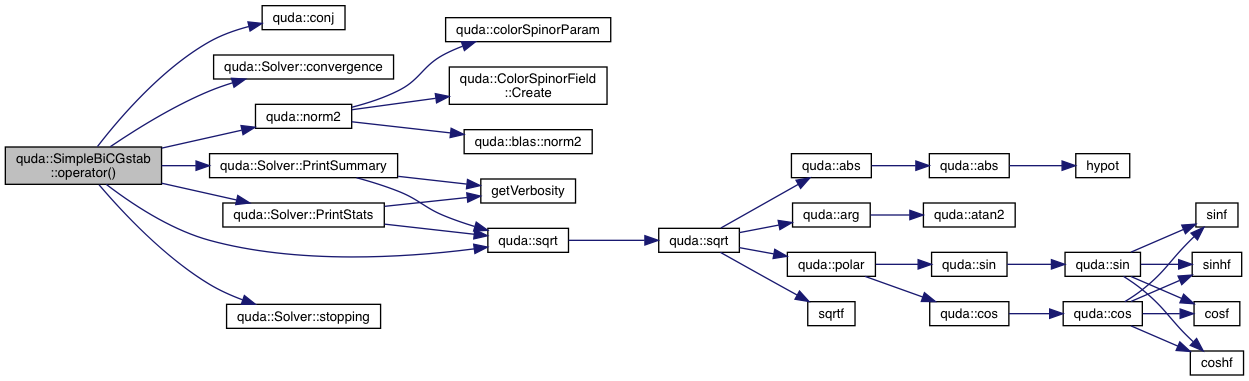 quda::SimpleBiCGstab
::operator()
quda::conj
quda::Solver::convergence
quda::norm2
quda::Solver::PrintSummary
quda::Solver::PrintStats
quda::Solver::stopping
quda::colorSpinorParam
quda::ColorSpinorField
::Create
quda::blas::norm2
getVerbosity
quda::sqrt
quda::sqrt
quda::abs
quda::arg
quda::polar
sqrtf
quda::abs
quda::atan2
quda::sin
quda::cos
hypot
quda::sin
quda::cos
sinf
sinhf
cosf
coshf